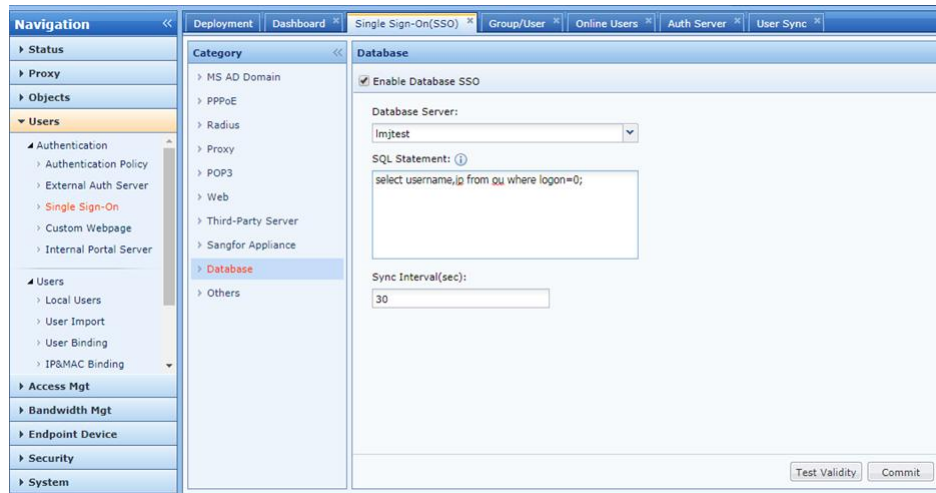 Navigation
Status
Proxy
Objects
Users
Authentication
Authentication Policy
External Auth Server
Single Sign-On
Custom Webpage
Internal Portal Server
Users
Local Users
User Import
User Binding
IP&MAC Binding
Access Mgt
Bandwidth Mgt
Endpoint Device
Security
System
Deployment
Dashboard
Single Sign-On(SSO)
Group/User
Online Users
Auth Server
User Sync
Category
MS AD Domain
PPPoE
Radius
Proxy
POP3
Web
Third-Party Server
Sangfor Appliance
Database
Others
Database
Enable Database SSO
Database Server:
lmjtest
SQL Statement:
select username,ip from ou where logon=0;
Sync Interval(sec):
30
Test Validity
Commit